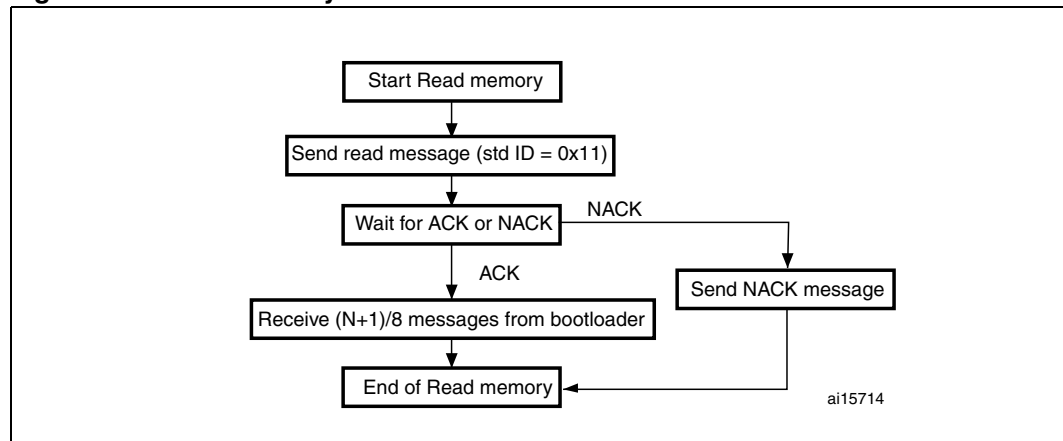 Start Read memory
Send read message (std ID = 0x11)
Wait for ACK or NACK
NACK
ACK
Send NACK message
Receive (N+1)/8 messages from bootloader
End of Read memory
ai15714